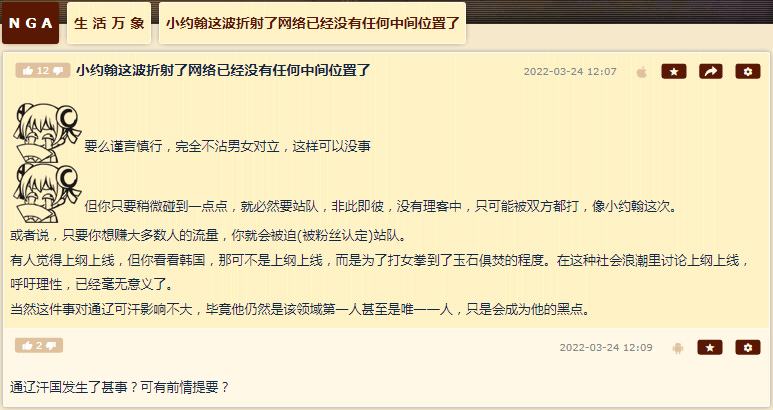 NGA 生活万象 小约翰这波折射了网络已经没有任何中间位置了
12 小约翰这波折射了网络已经没有任何中间位置了 2022-03-24 12:07
要么谨言慎行，完全不沾男女对立，这样可以没事
但你只要稍微碰到一点点，就必然要站队，非此即彼，没有理客中，只可能被双方都打，像小约翰这次。
或者说，只要你想赚大多数人的流量，你就会被迫(被粉丝认定)站队。
有人觉得上纲上线，但你看看韩国，那可不是上纲上线，而是为了打女拳到了玉石俱焚的程度。在这种社会浪潮里讨论上纲上线，
呼吁理性，已经毫无意义了。
当然这件事对通辽可汗影响不大，毕竟他仍然是该领域第一人甚至是唯一一人，只是会成为他的黑点。
2 2022-03-24 12:09
通辽汗国发生了甚事？可有前情提要？